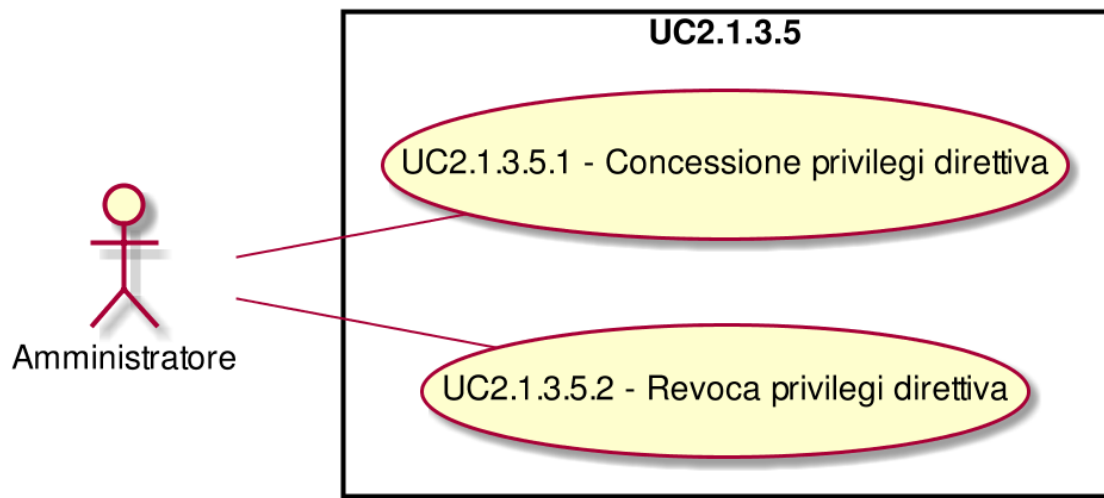 UC2.1.3.5
UC2.1.3.5.1 - Concessione privilegi direttiva
Amministratore
UC2.1.3.5.2 - Revoca privilegi direttiva